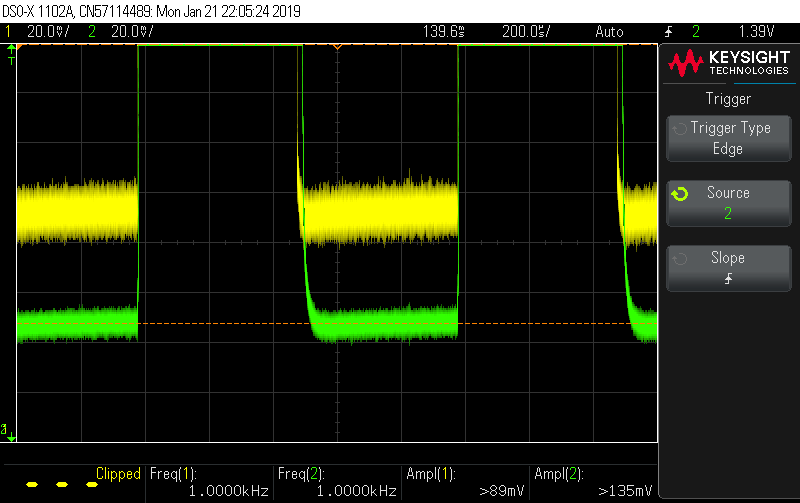 DSO-X 1102A, CN57114489: Mon Jan 21 22:05:24 2019
1 20.0V/ 2 20.0V/ 139.6s 200.0s/ Auto 2 1.39V
KEYSIGHT
TECHNOLOGIES
Trigger
Trigger Type
Edge
Source
2
Slope
T
Clipped Freq(1): Freq(2): Ampl(1): Ampl(2):
1.0000kHz 1.0000kHz >89mV >135mV